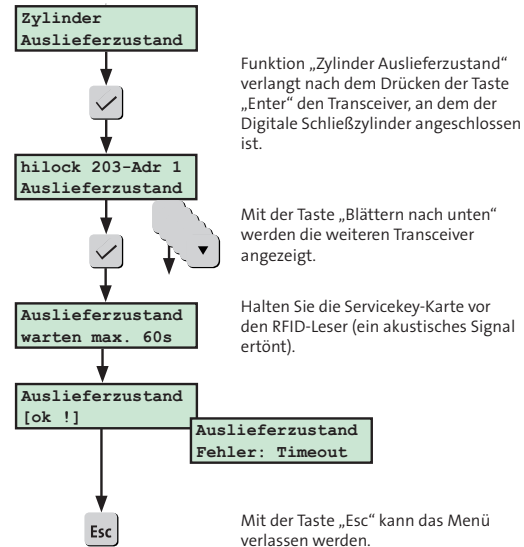 Zylinder
Auslieferzustand
Funktion „Zylinder Auslieferzustand“
verlangt nach dem Drücken der Taste
„Enter“ den Transceiver, an dem der
Digitale Schließzylinder angeschlossen
ist.
hilock 203-Adr 1
Auslieferzustand
Mit der Taste „Blättern nach unten“
werden die weiteren Transceiver
angezeigt.
Auslieferzustand
warten max. 60s
Halten Sie die Servicekey-Karte vor
den RFID-Leser (ein akustisches Signal
ertönt).
Auslieferzustand
[ok !]
Auslieferzustand
Fehler: Timeout
Esc
Mit der Taste „Esc“ kann das Menü
verlassen werden.